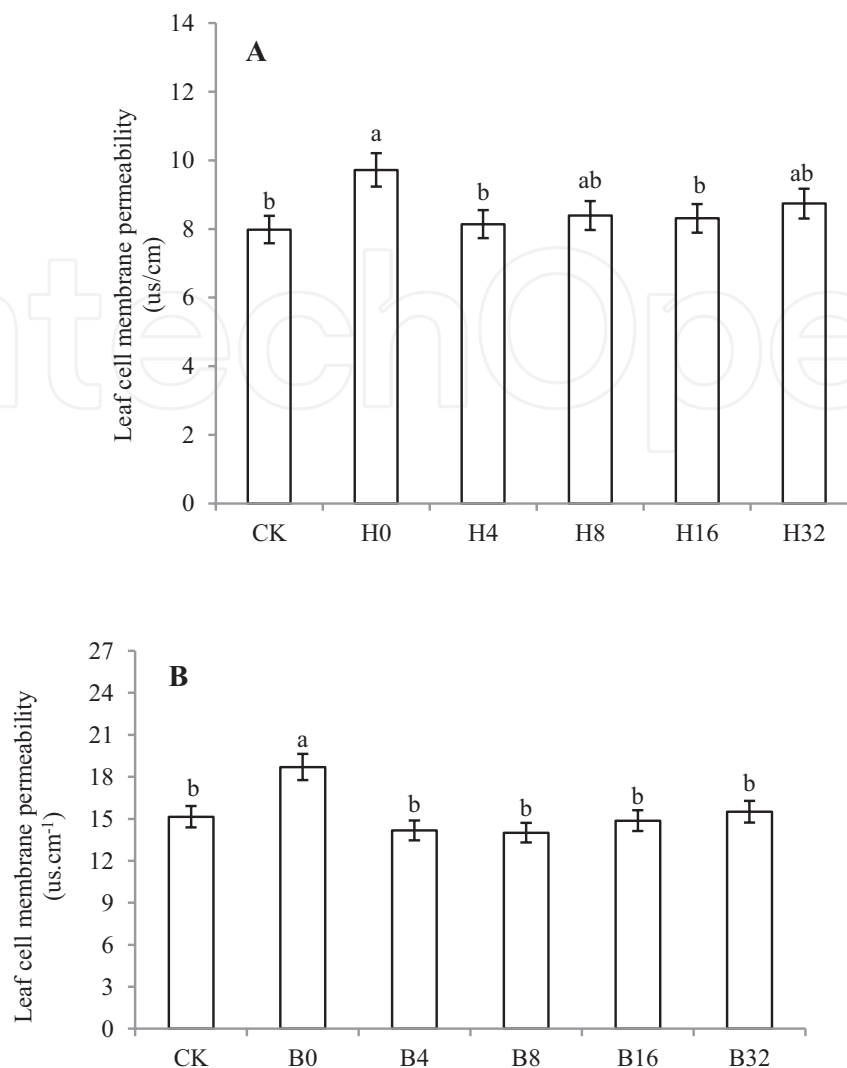 14
A
12
a
10
ab
ab
b
b
b
8
6
4
2
0
Leaf cell membrane permeability
(us/cm)
CK H0 H4 H8 H16 H32
ntechOpe
27
B
24
21
a
18
b
b
b
b
b
15
12
9
6
3
0
Leaf cell membrane permeability
(us.cm-1)
CK B0 B4 B8 B16 B32